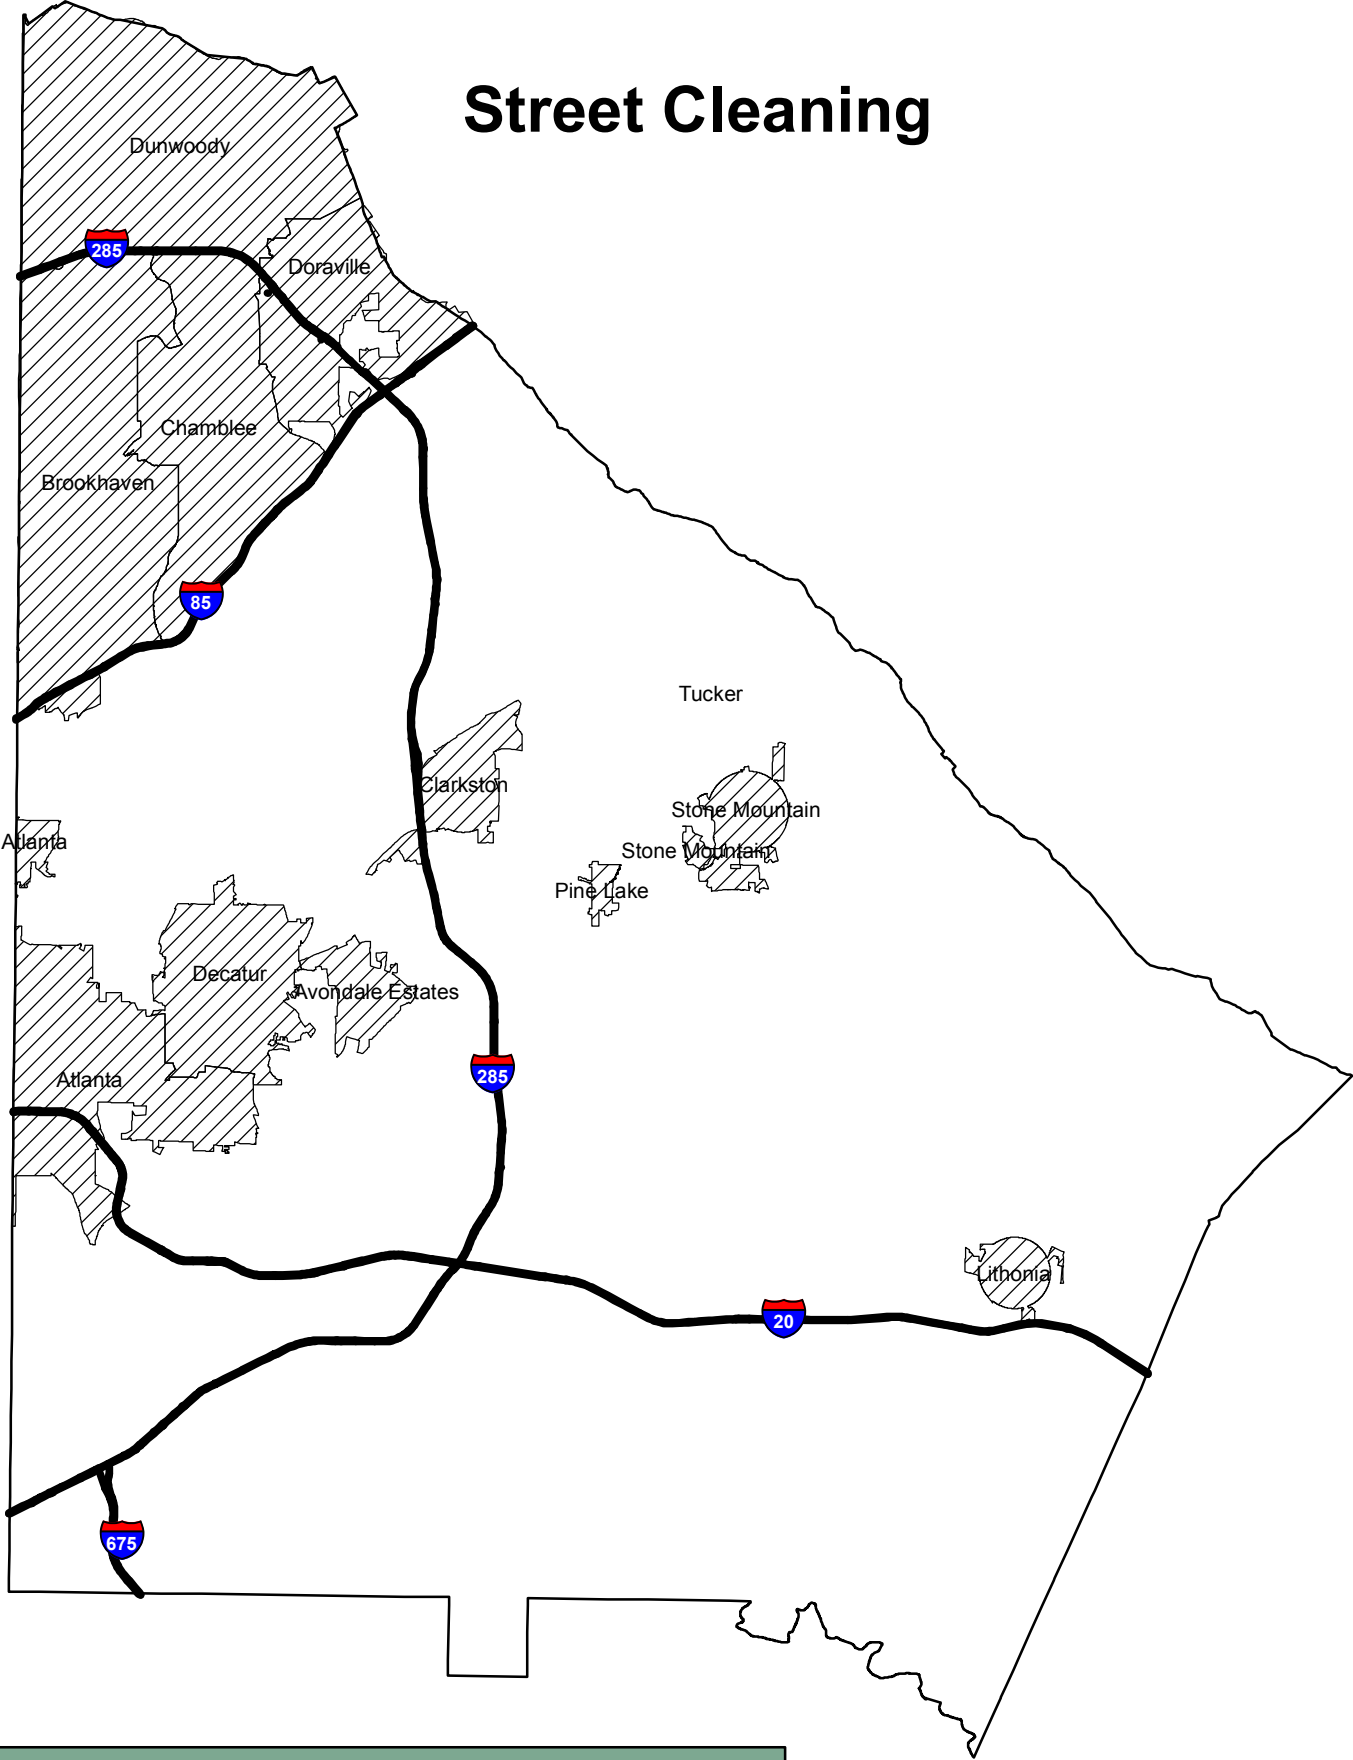 Street Cleaning
Dunwoody
285
Doraville
Chamblee
Brookhaven
85
Tucker
Clarkston
Stone Mountain
Atlanta
Stone Mountain
Pine Lake
Decatur
Avondale Estates
285
Atlanta
Lithonia
20
675